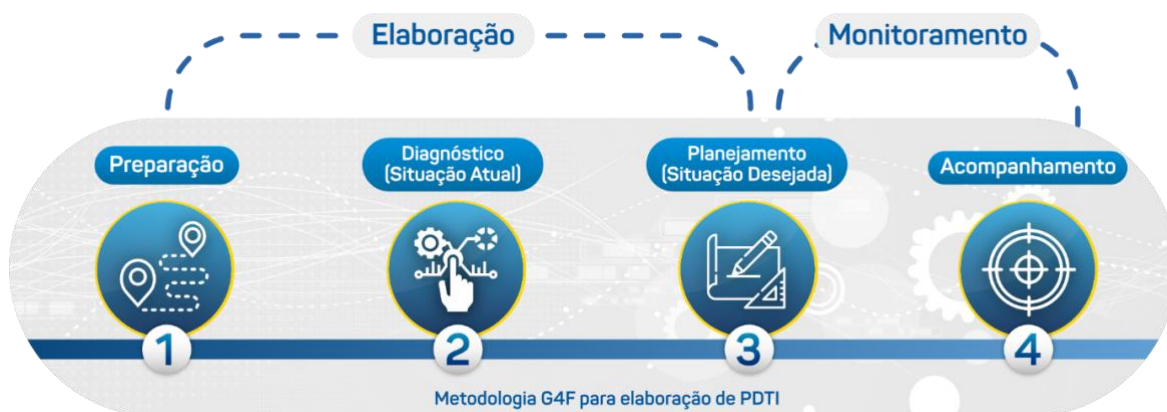 Elaboração
Monitoramento
Preparação
Diagnóstico
(Situação Atual)
Planejamento
(Situação Desejada)
Acompanhamento
1
2
3
4
Metodologia G4F para elaboração de PDTI